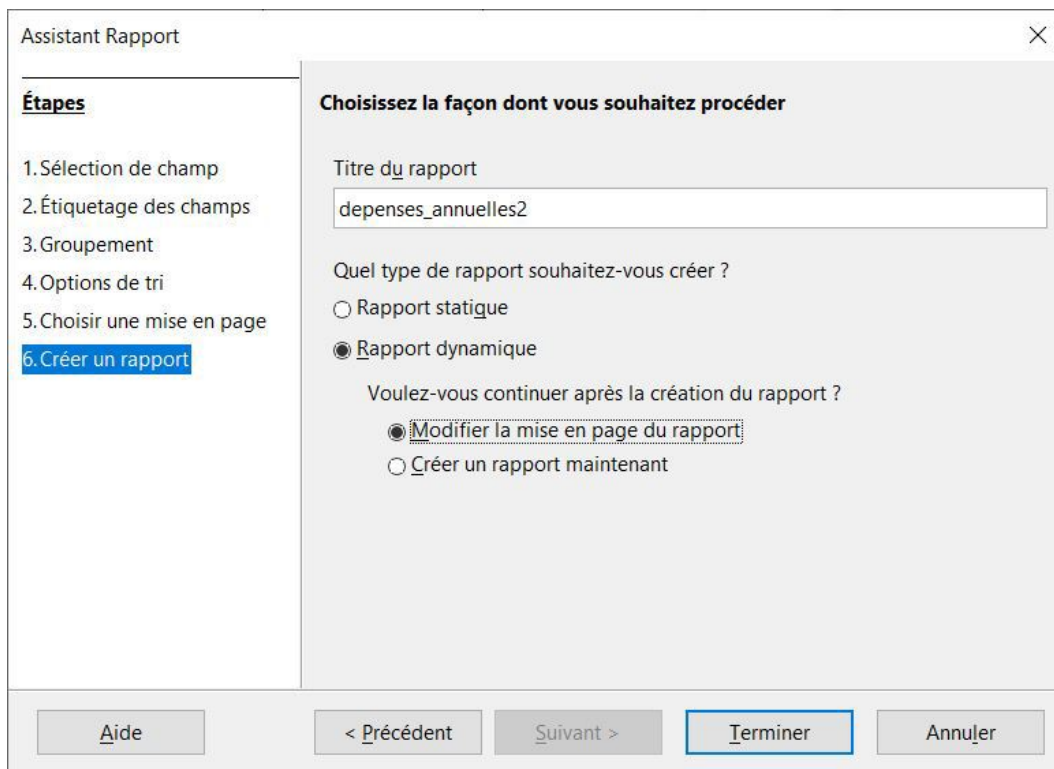 Assistant Rapport
Étapes
1. Sélection de champ
2. Étiquetage des champs
3. Groupement
4. Options de tri
5. Choisir une mise en page
6. Créer un rapport
Choisissez la façon dont vous souhaitez procéder
Titre du rapport
depenses_annuelles2
Quel type de rapport souhaitez-vous créer ?
Rapport statique
Rapport dynamique
Voulez-vous continuer après la création du rapport ?
Modifier la mise en page du rapport
Créer un rapport maintenant
Aide
< Précédent
Suivant >
Terminer
Annuler